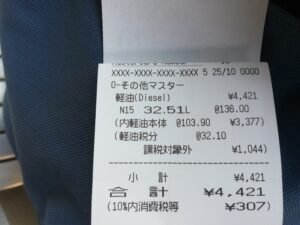 XXXX-XXXX-XXXX-XXXX 5 25/10 0000
0-その他マスター
軽油(Diesel) ¥4,421
N15 32.51L @136.00
(内軽油本体 @103.90 ¥3,377)
(軽油税分 @32.10
課税対象外 ¥1,044)
小 計 ¥4,421
合 計 ¥4,421
(10%内消費税等 ¥307)